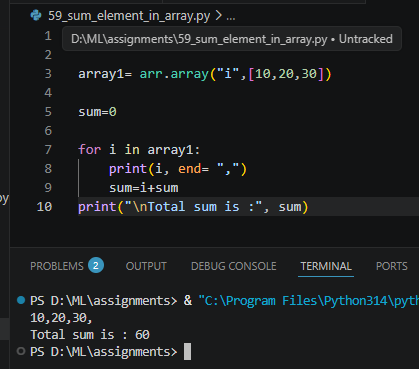 59_sum_element_in_array.py > ...
1
D:\ML\assignments\59_sum_element_in_array.py • Untracked
3 array1= arr.array("i",[10,20,30])
4
5 sum=0
6
7 for i in array1:
8 print(i, end= ",")
9 sum=i+sum
10 print("\nTotal sum is :", sum)
PROBLEMS 2 OUTPUT DEBUG CONSOLE TERMINAL PORTS
PS D:\ML\assignments> & "C:\Program Files\Python314\pyth
10,20,30,
Total sum is : 60
PS D:\ML\assignments>